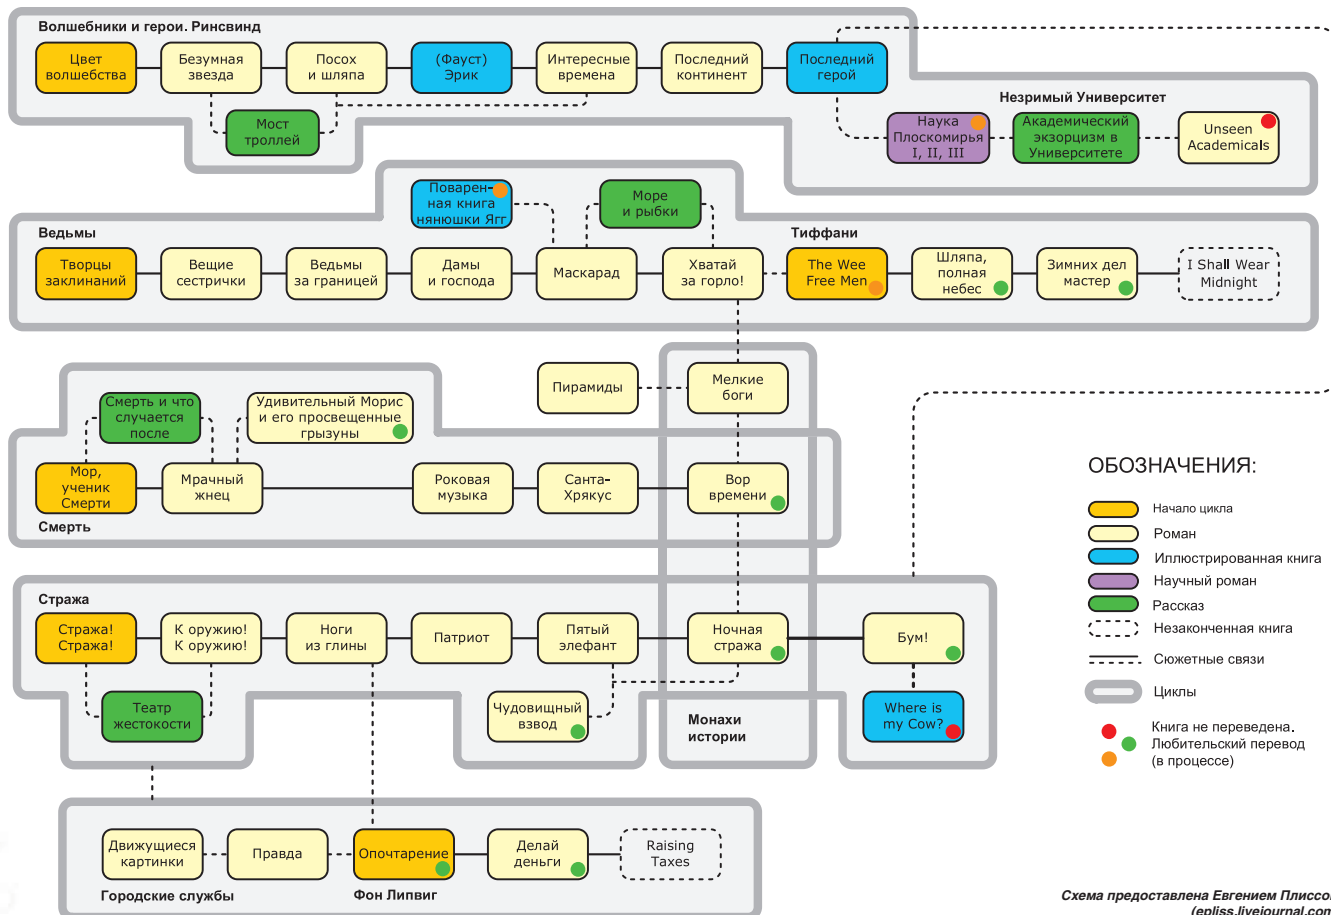 Волшебники и герои. Ринсвинд
Цвет
волшебства
Безумная
звезда
Посох
и шляпа
(Фауст)
Эрик
Интересные
времена
Последний
континент
Последний
герой
Мост
троллей
Незримый Университет
Наука
Плоскомирья
I, II, III
Академический
экзорцизм в
Университете
Unseen
Academicals
Поварен-
ная книга
нянюшки Ягг
Море
и рыбки
Ведьмы
Тиффани
Творцы
заклинаний
Вещие
сестрички
Ведьмы
за границей
Дамы
и господа
Маскарад
Хватай
за горло!
The Wee
Free Men
Шляпа,
полная
небес
Зимних дел
мастер
I Shall Wear
Midnight
Пирамиды
Мелкие
боги
Смерть и что
случается
после
Удивительный Морис
и его просвещенные
грызуны
Мор,
ученик
Смерти
Мрачный
жнец
Роковая
музыка
Санта-
Хрякус
Вор
времени
Смерть
Стража
Стража!
Стража!
К оружию!
К оружию!
Ноги
из глины
Патриот
Пятый
элефант
Ночная
стража
Бум!
Театр
жестокости
Чудовищный
взвод
Монахи
истории
Where is
my Cow?
Движущиеся
картинки
Правда
Опочтарение
Делай
деньги
Raising
Taxes
Городские службы
Фон Липвиг
ОБОЗНАЧЕНИЯ:
Начало цикла
Роман
Иллюстрированная книга
Научный роман
Рассказ
Незаконченная книга
Сюжетные связи
Циклы
Книга не переведена.
Любительский перевод
(в процессе)
Схема предоставлена Евгением Плиссо
(epliss.livejournal.com